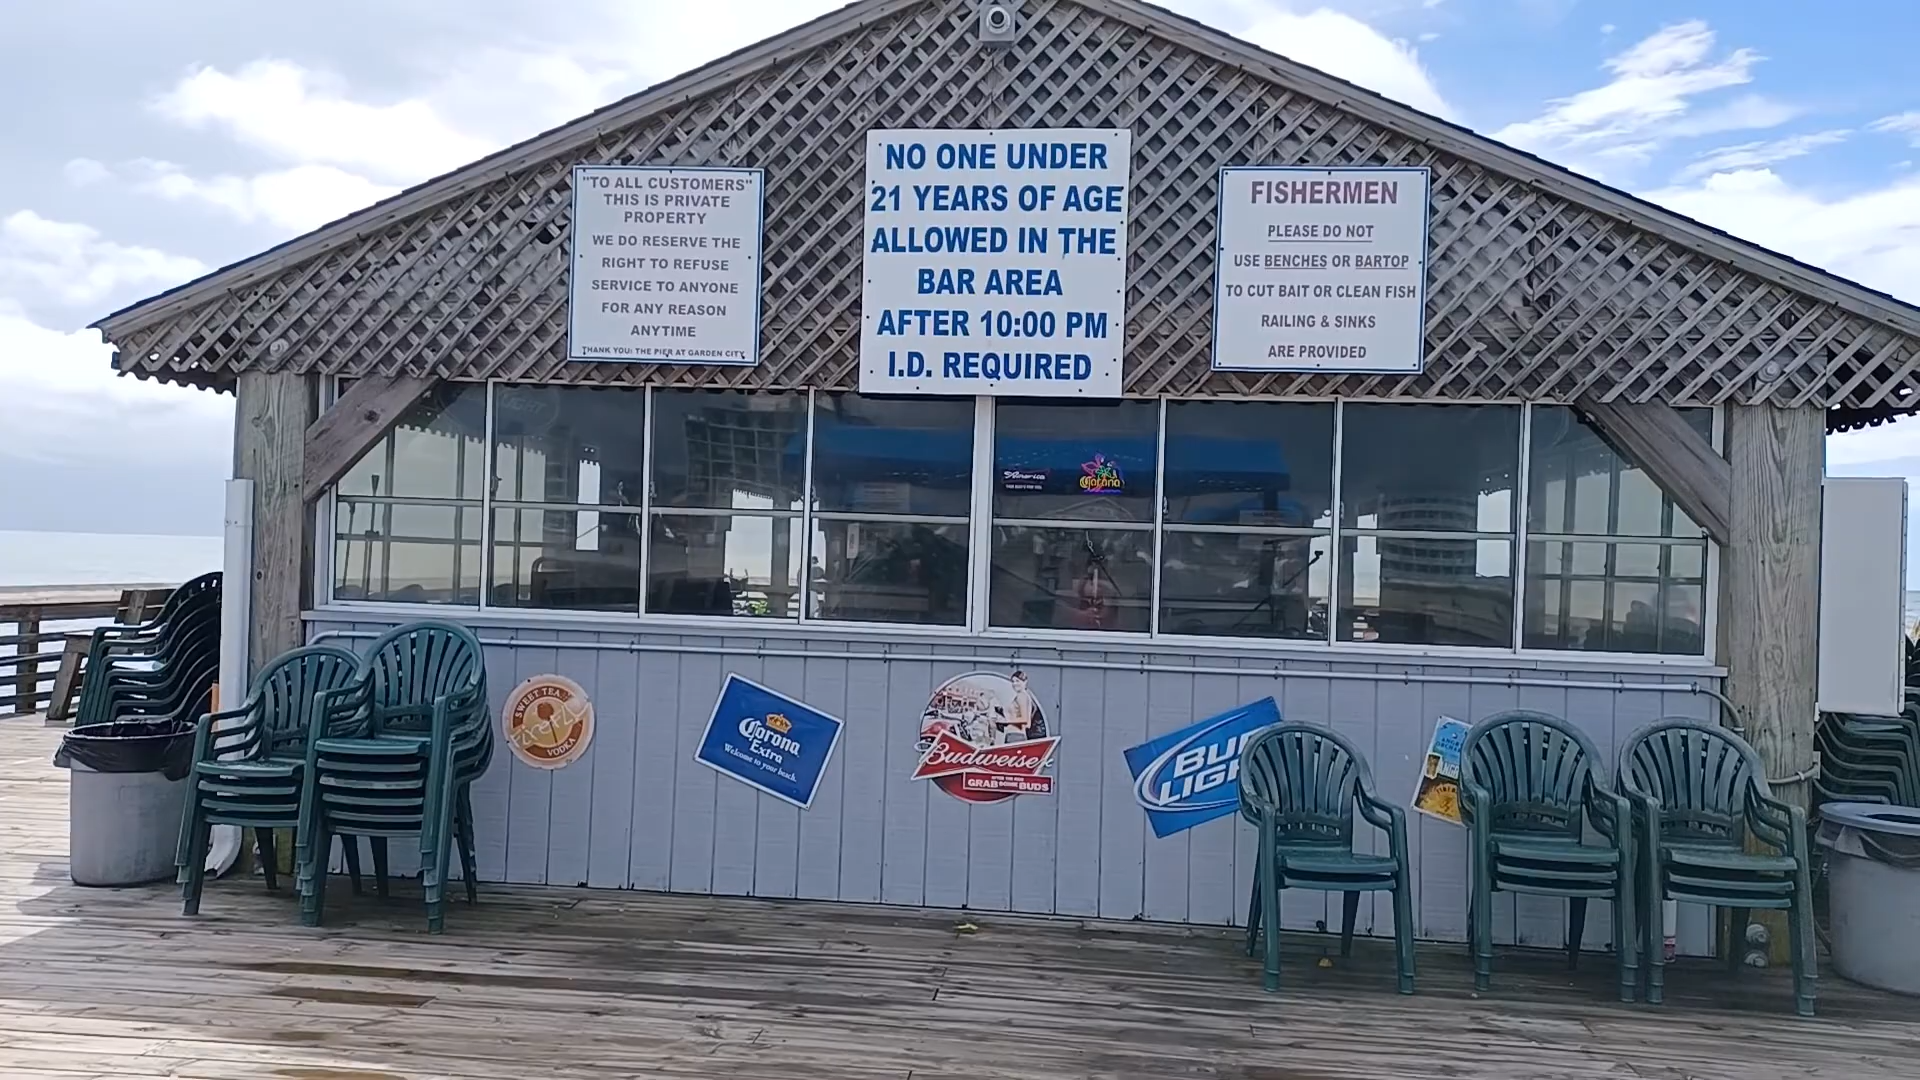 "TO ALL CUSTOMERS"
THIS IS PRIVATE
PROPERTY
WE DO RESERVE THE
RIGHT TO REFUSE
SERVICE TO ANYONE
FOR ANY REASON
ANYTIME
THANK YOU: THE PIER AT GARDEN CITY
NO ONE UNDER
21 YEARS OF AGE
ALLOWED IN THE
BAR AREA
AFTER 10:00 PM
I.D. REQUIRED
FISHERMEN
PLEASE DO NOT
USE BENCHES OR BARTOP
TO CUT BAIT OR CLEAN FISH
RAILING & SINKS
ARE PROVIDED
LIGHT
Corona
SWEET TEA
VODKA
Corona
Extra
Welcome to your beach.
Budweiser
GRAB SOME BUDS
BUD
LIGHT